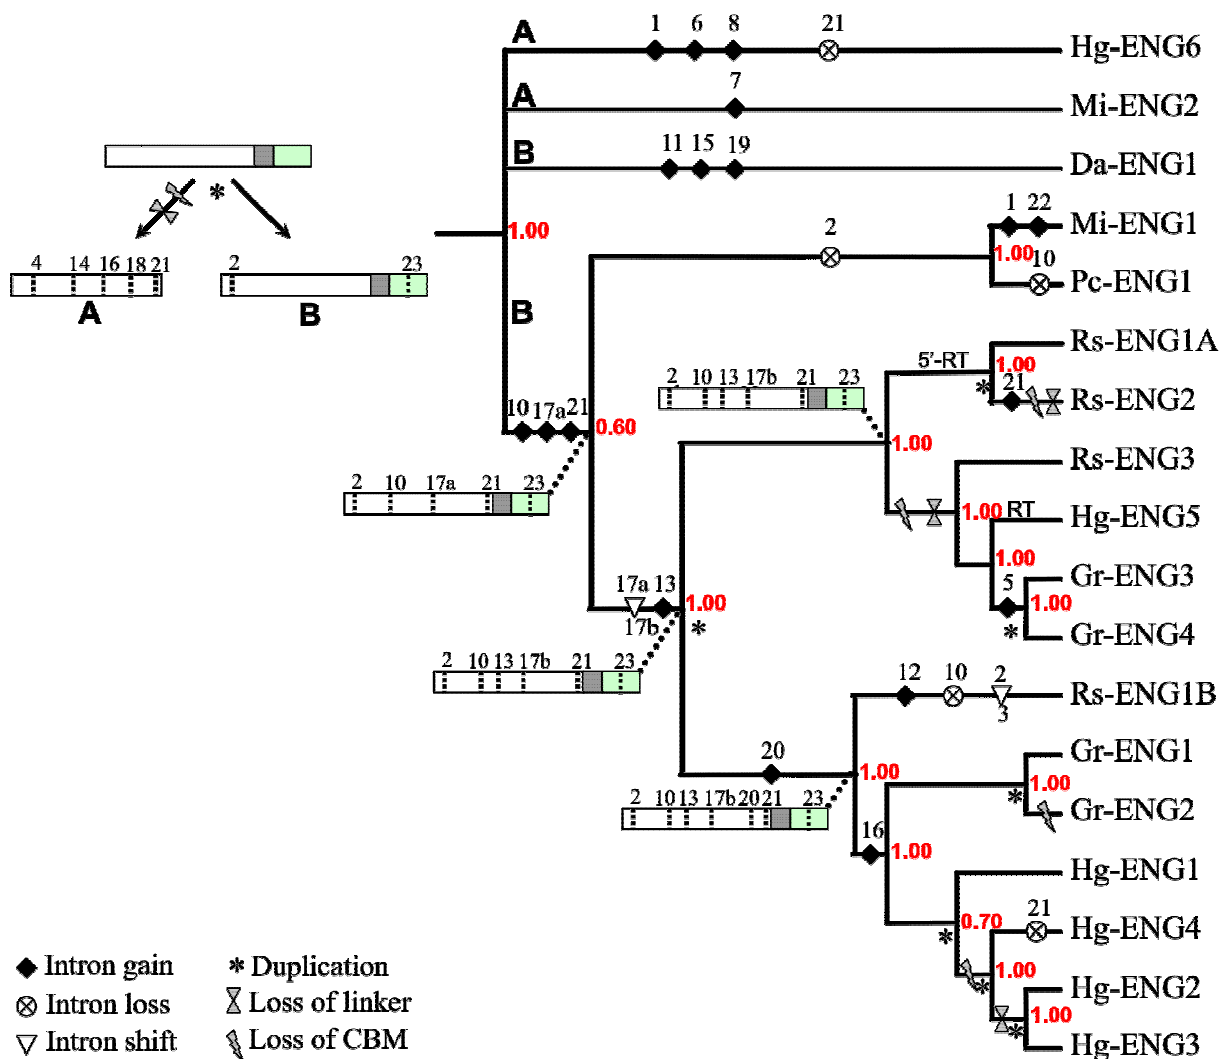 A 1 6 8 21 Hg-ENG6
A 7 Mi-ENG2
B 11 15 19 Da-ENG1
*
1 22 Mi-ENG1
1.00 2 1.00 10 Pc-ENG1
4 14 16 18 21 2 23
A B
B
Rs-ENG1A
5'-RT 1.00
2 10 13 17b 21 23 * 21 Rs-ENG2
10 17a 21 0.60 1.00
Rs-ENG3
2 10 17a 21 23 1.00 RT Hg-ENG5
1.00
17a 13 1.00 5 1.00 Gr-ENG3
17b * * Gr-ENG4
2 10 13 17b 21 23
12 10 2 3 Rs-ENG1B
20 1.00 Gr-ENG1
1.00
2 10 13 17b 20 21 23 * Gr-ENG2
16 1.00
Hg-ENG1
0.70 21 Hg-ENG4
*
1.00
* Hg-ENG2
1.00
* Hg-ENG3
Intron gain * Duplication
Intron loss Loss of linker
Intron shift Loss of CBM